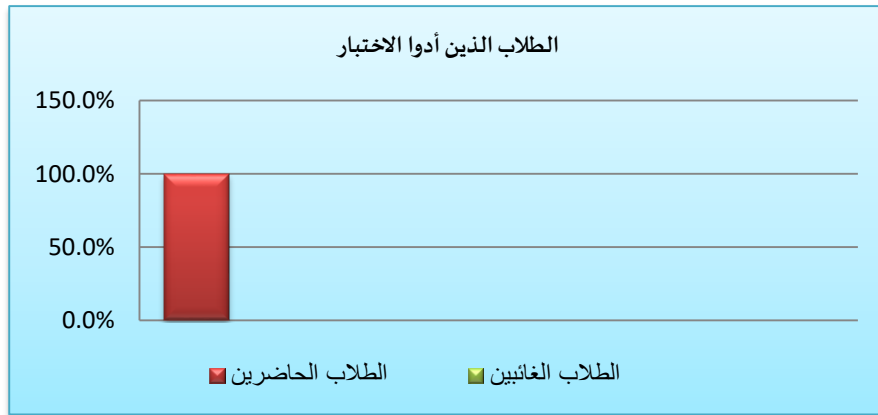 الطلاب الذين أدوا الاختبار
150.0%
100.0%
50.0%
0.0%
الطلاب الحاضرين
الطلاب الغائبين